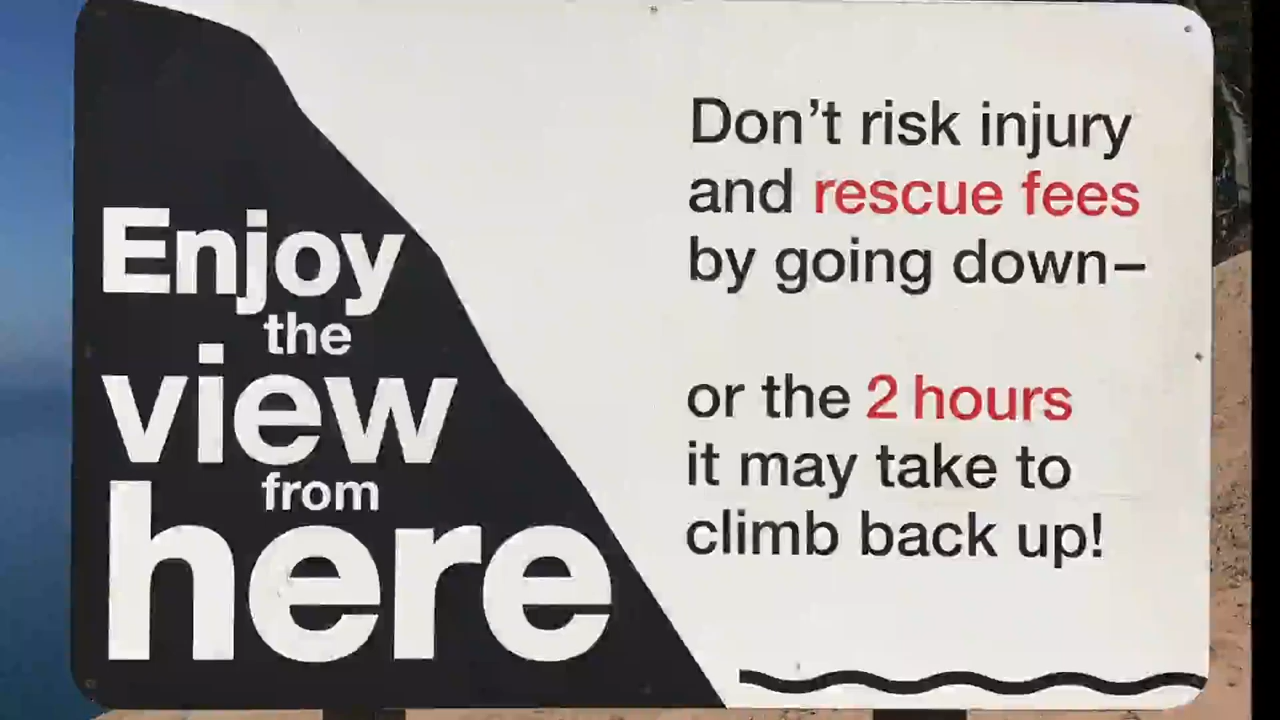 Enjoy
the
view
from
here
Don't risk injury
and rescue fees
by going down–
or the 2 hours
it may take to
climb back up!